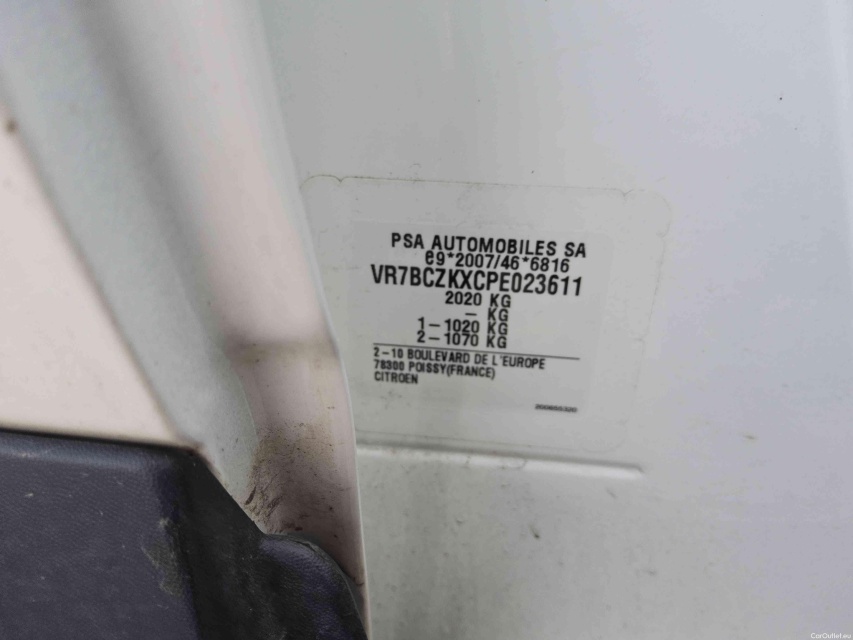 PSA AUTOMOBILES SA
e9*2007/46*6816
VR7BCZKXCPE023611
2020 KG
- KG
1-1020 KG
2-1070 KG
2-10 BOULEVARD DE L'EUROPE
78300 POISSY(FRANCE)
CITROEN
CarOutlet.eu